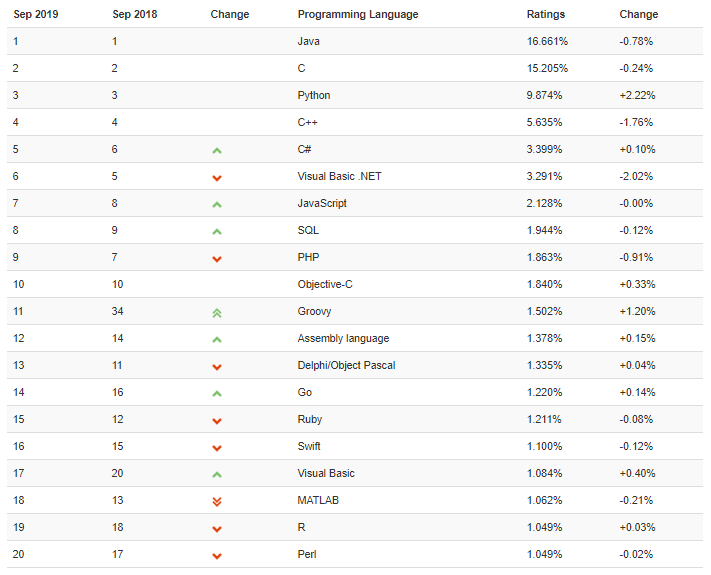 Sep 2019 Sep 2018 Change Programming Language Ratings Change
1 1 Java 16.661% -0.78%
2 2 C 15.205% -0.24%
3 3 Python 9.874% +2.22%
4 4 C++ 5.635% -1.76%
5 6 C# 3.399% +0.10%
6 5 Visual Basic .NET 3.291% -2.02%
7 8 JavaScript 2.128% -0.00%
8 9 SQL 1.944% -0.12%
9 7 PHP 1.863% -0.91%
10 10 Objective-C 1.840% +0.33%
11 34 Groovy 1.502% +1.20%
12 14 Assembly language 1.378% +0.15%
13 11 Delphi/Object Pascal 1.335% +0.04%
14 16 Go 1.220% +0.14%
15 12 Ruby 1.211% -0.08%
16 15 Swift 1.100% -0.12%
17 20 Visual Basic 1.084% +0.40%
18 13 MATLAB 1.062% -0.21%
19 18 R 1.049% +0.03%
20 17 Perl 1.049% -0.02%